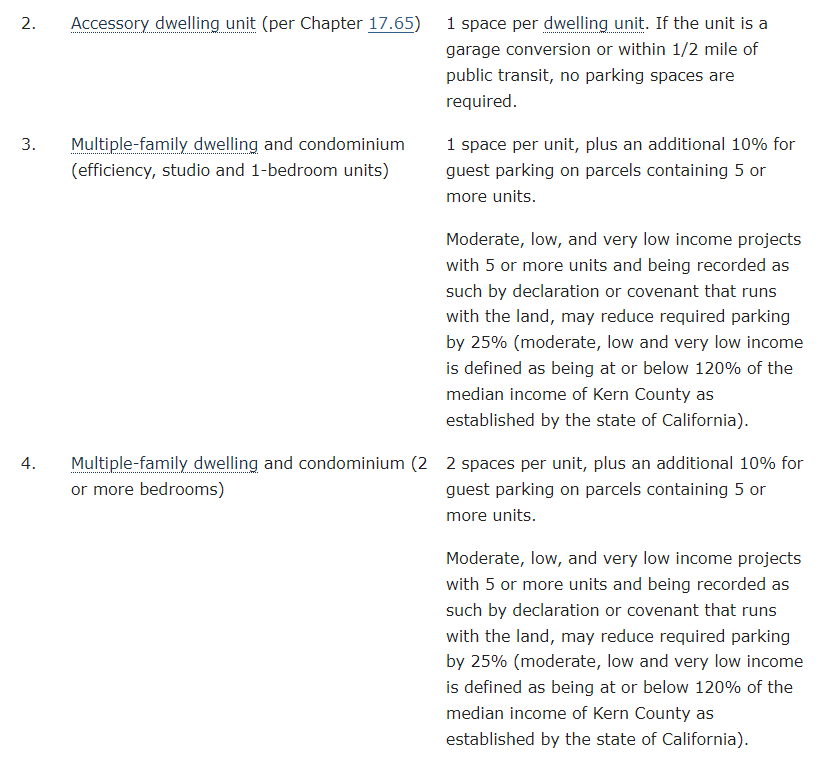 2. Accessory dwelling unit (per Chapter 17.65)
1 space per dwelling unit. If the unit is a
garage conversion or within 1/2 mile of
public transit, no parking spaces are
required.
3. Multiple-family dwelling and condominium
(efficiency, studio and 1-bedroom units)
1 space per unit, plus an additional 10% for
guest parking on parcels containing 5 or
more units.
Moderate, low, and very low income projects
with 5 or more units and being recorded as
such by declaration or covenant that runs
with the land, may reduce required parking
by 25% (moderate, low and very low income
is defined as being at or below 120% of the
median income of Kern County as
established by the state of California).
4. Multiple-family dwelling and condominium (2
or more bedrooms)
2 spaces per unit, plus an additional 10% for
guest parking on parcels containing 5 or
more units.
Moderate, low, and very low income projects
with 5 or more units and being recorded as
such by declaration or covenant that runs
with the land, may reduce required parking
by 25% (moderate, low and very low income
is defined as being at or below 120% of the
median income of Kern County as
established by the state of California).